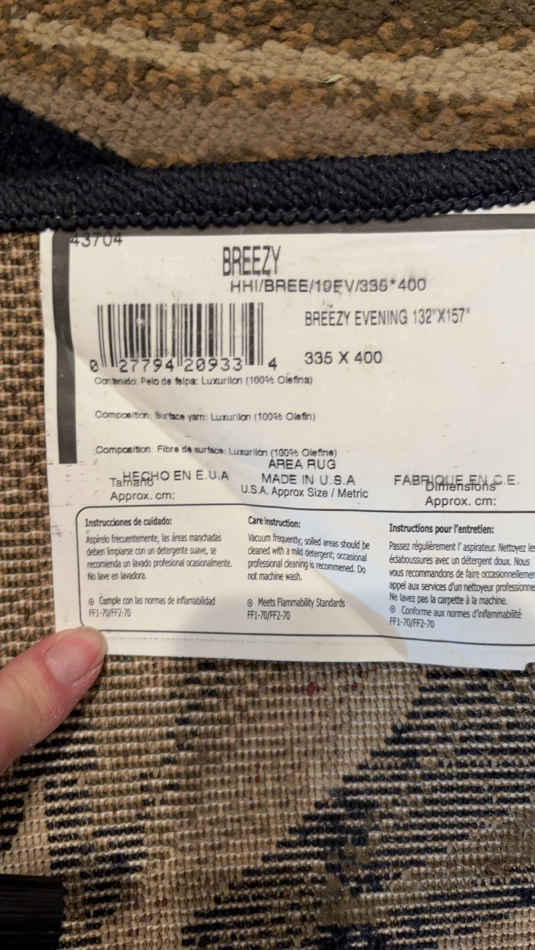 43704
BREEZY
HHI/BREE/19EV/335*400
BREEZY EVENING 132"X157"
0 27794 20933 4
335 X 400
Contenido: Pelo de felpa: Luxurilon (100% Olefina)
Composition: Surface yarn: Luxurilon (100% Olefin)
Composition: Fibre de surface: Luxurilon (100% Olefine)
AREA RUG
HECHO EN E.U.A
MADE IN U.S.A
FABRIQUE EN C.E.
Tamano
Approx. cm:
U.S.A. Approx Size / Metric
Dimensions
Approx. cm:
Instrucciones de cuidado:
Aspirelo frecuentemente, las áreas manchadas
deben limpiarse con un detergente suave, se
recomienda un lavado profesional ocasionalmente.
No lave en lavadora.
Cumple con las normas de inflamabilidad
FF1-70/FF2-70
Care instruction:
Vacuum frequently; soiled areas should be
cleaned with a mild detergent; occasional
professional cleaning is recommened. Do
not machine wash.
Meets Flammability Standards
FF1-70/FF2-70
Instructions pour l'entretien:
Passez régulièrement l' aspirateur. Nettoyez les
éclaboussures avec un détergent doux. Nous
vous recommandons de faire occasionnellement
appel aux services d'un nettoyeur professionnel
Ne lavez pas la carpette à la machine.
Conforme aux normes d'inflammabilité
FF1-70/FF2-70